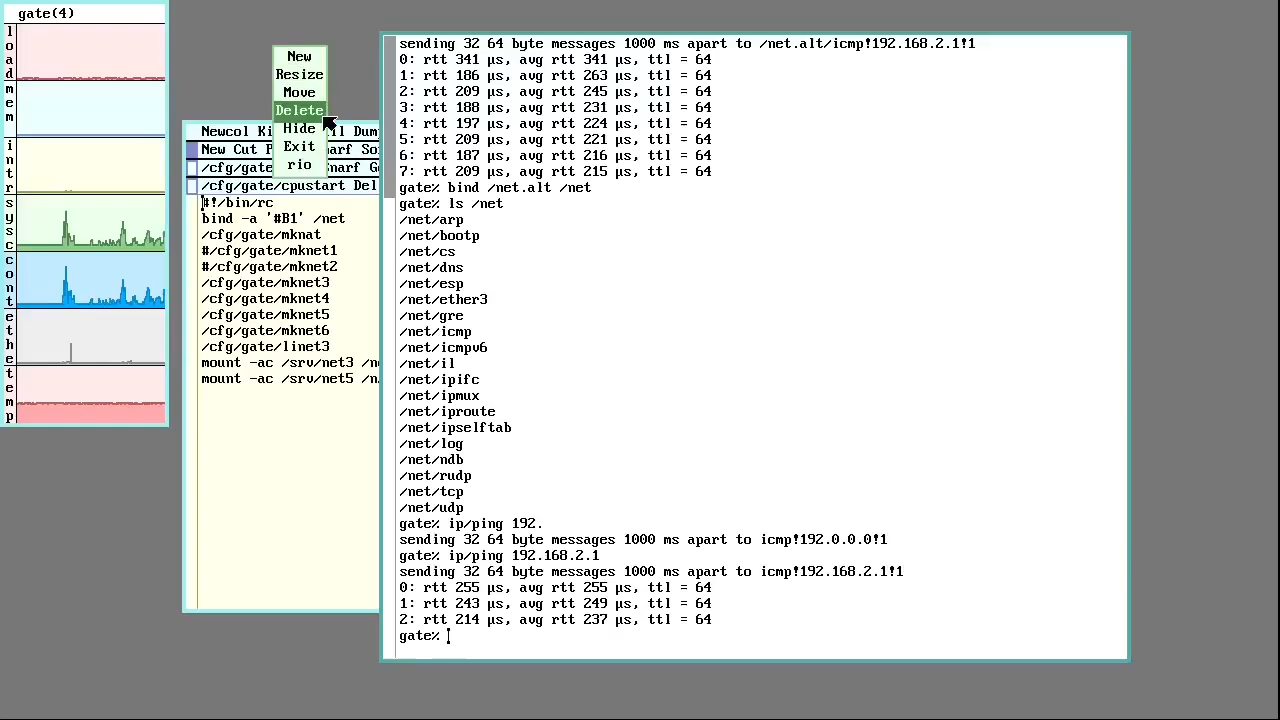 gate(4)
load
mem
intr
sysc
cont
ethe
temp
New
Resize
Move
Delete
Hide
Exit
rio
Newcol Ki ll Dum
New Cut P arf So
/cfg/gate narf G
/cfg/gate/cpustart Del
#!/bin/rc
bind -a '#B1' /net
/cfg/gate/mknat
#/cfg/gate/mknet1
#/cfg/gate/mknet2
/cfg/gate/mknet3
/cfg/gate/mknet4
/cfg/gate/mknet5
/cfg/gate/mknet6
/cfg/gate/linet3
mount -ac /srv/net3 /n
mount -ac /srv/net5 /n
sending 32 64 byte messages 1000 ms apart to /net.alt/icmp!192.168.2.1!1
0: rtt 341 µs, avg rtt 341 µs, ttl = 64
1: rtt 186 µs, avg rtt 263 µs, ttl = 64
2: rtt 209 µs, avg rtt 245 µs, ttl = 64
3: rtt 188 µs, avg rtt 231 µs, ttl = 64
4: rtt 197 µs, avg rtt 224 µs, ttl = 64
5: rtt 209 µs, avg rtt 221 µs, ttl = 64
6: rtt 187 µs, avg rtt 216 µs, ttl = 64
7: rtt 209 µs, avg rtt 215 µs, ttl = 64
gate% bind /net.alt /net
gate% ls /net
/net/arp
/net/bootp
/net/cs
/net/dns
/net/esp
/net/ether3
/net/gre
/net/icmp
/net/icmpv6
/net/il
/net/ipifc
/net/ipmux
/net/iproute
/net/ipselftab
/net/log
/net/ndb
/net/rudp
/net/tcp
/net/udp
gate% ip/ping 192.
sending 32 64 byte messages 1000 ms apart to icmp!192.0.0.0!1
gate% ip/ping 192.168.2.1
sending 32 64 byte messages 1000 ms apart to icmp!192.168.2.1!1
0: rtt 255 µs, avg rtt 255 µs, ttl = 64
1: rtt 243 µs, avg rtt 249 µs, ttl = 64
2: rtt 214 µs, avg rtt 237 µs, ttl = 64
gate%